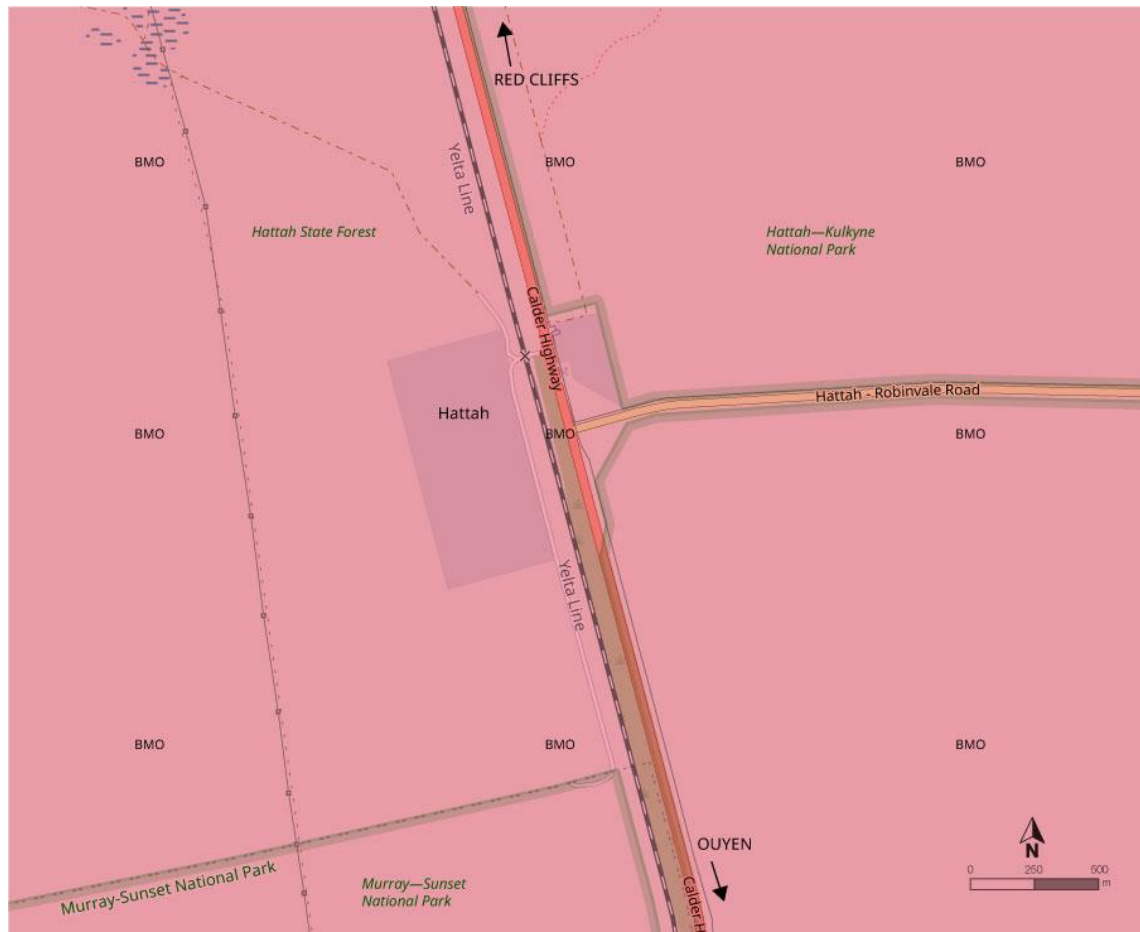 RED CLIFFS
Yelta Line
BMO
BMO
BMO
Hattah State Forest
Hattah—Kulkyne
National Park
Calder Highway
Hattah - Robinvale Road
Hattah
BMO
BMO
BMO
Yelta Line
BMO
BMO
BMO
OUYEN
N
0 250 500
m
Murray-Sunset National Park
Murray—Sunset
National Park
Calder H